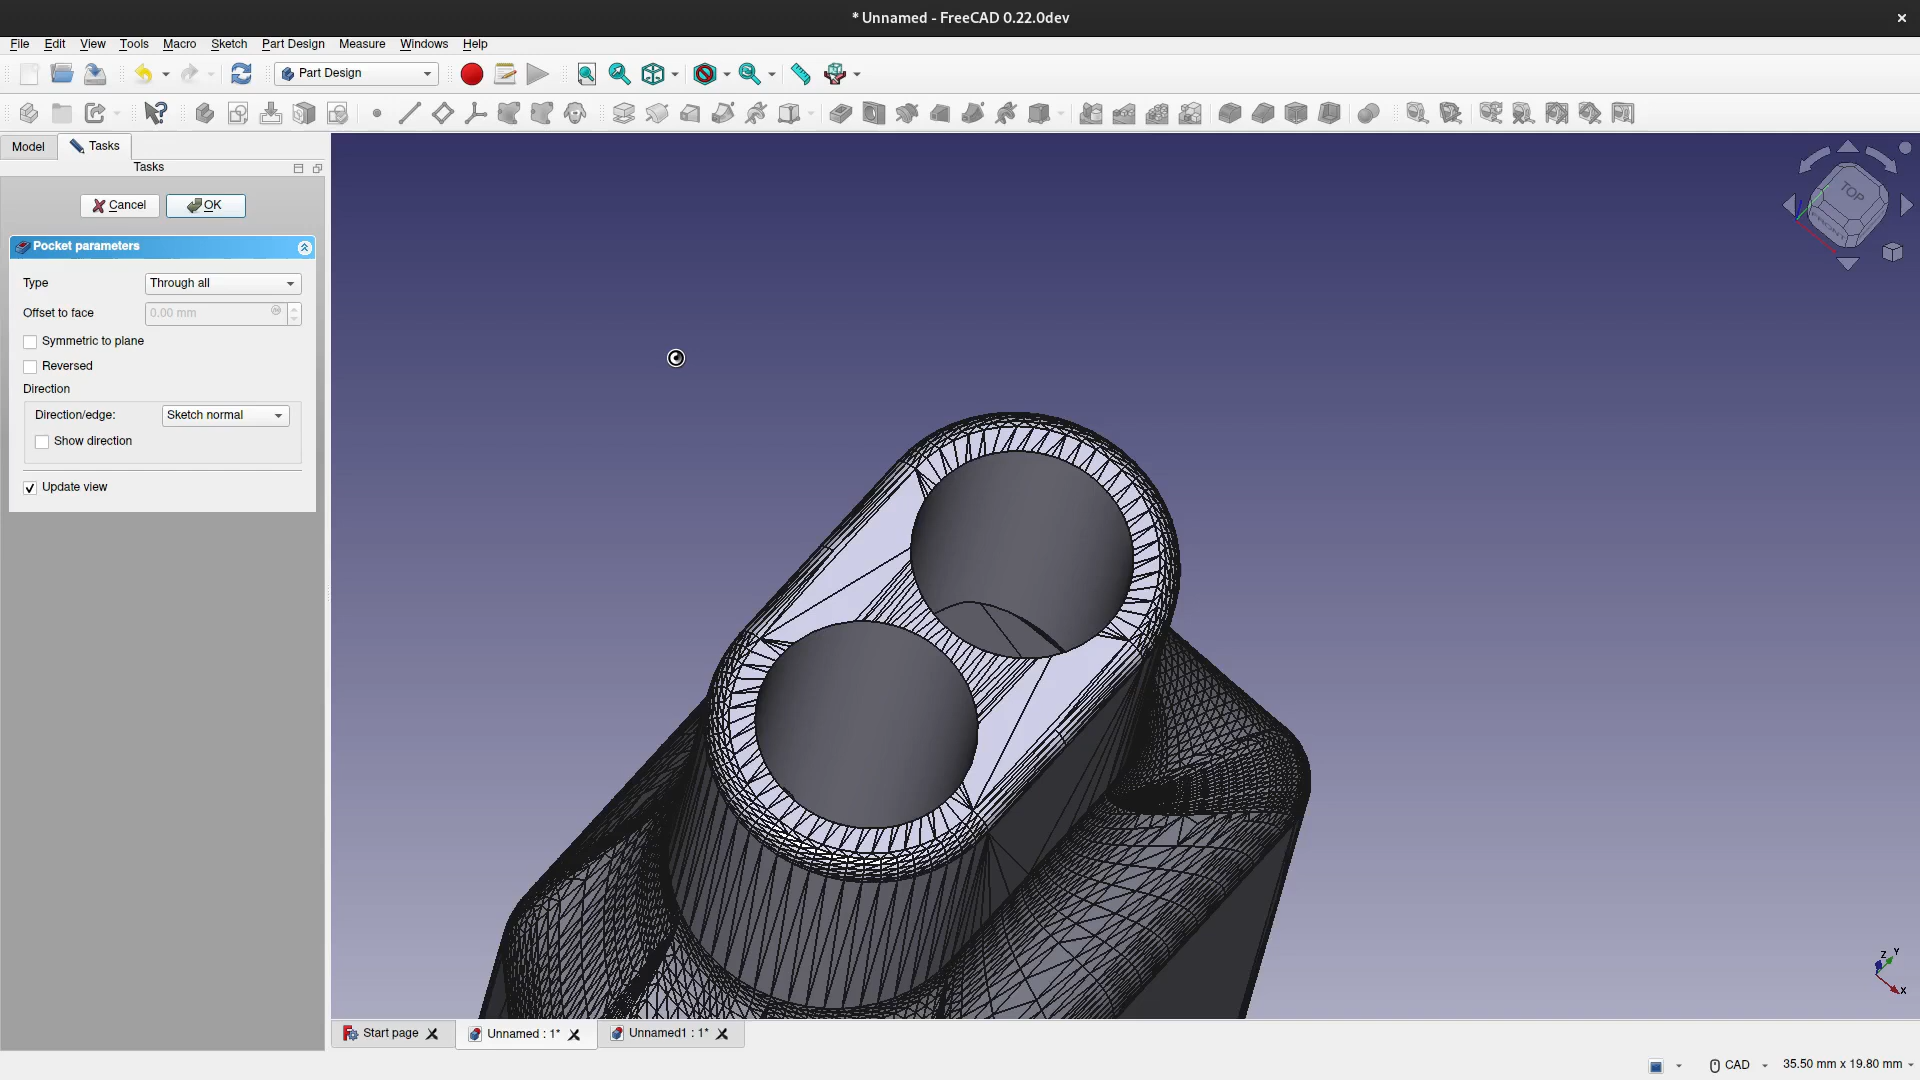 * Unnamed - FreeCAD 0.22.0dev
File Edit View Tools Macro Sketch Part Design Measure Windows Help
Part Design
Model Tasks
Tasks
Cancel OK
Pocket parameters
Type Through all
Offset to face 0.00 mm
Symmetric to plane
Reversed
Direction
Direction/edge: Sketch normal
Show direction
Update view
TOP
FRONT
Z Y
X
Start page Unnamed : 1* Unnamed1 : 1*
CAD 35.50 mm x 19.80 mm